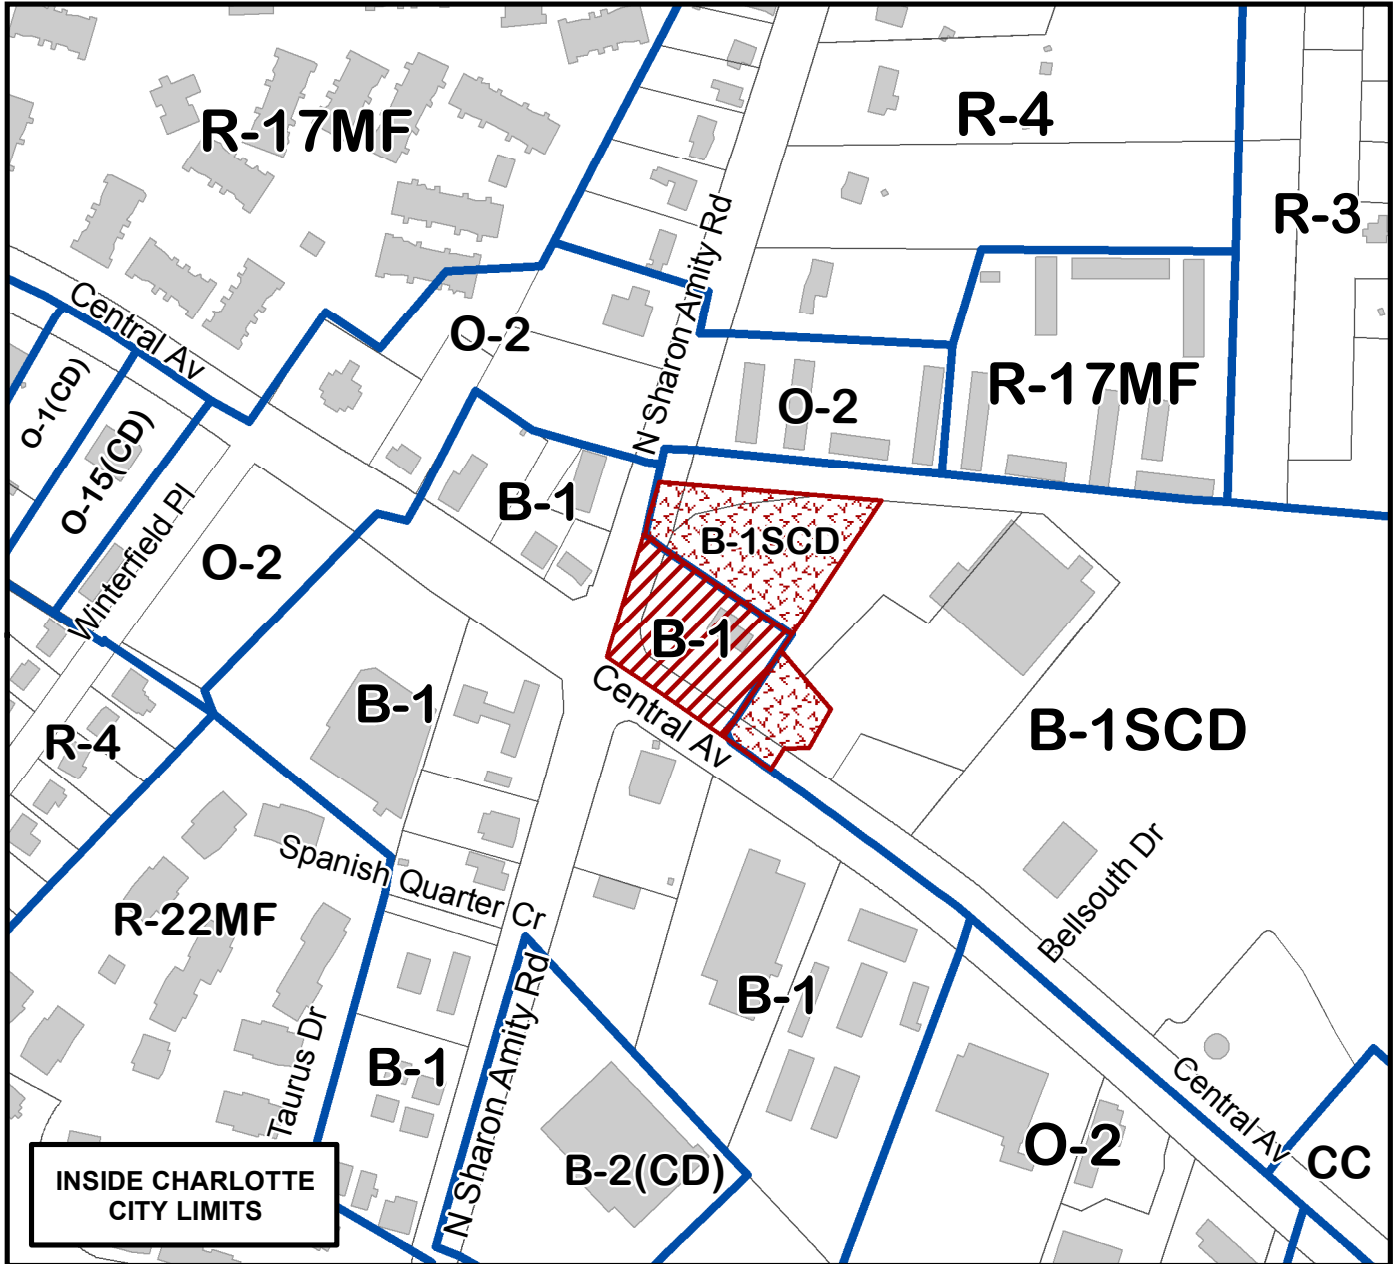 R-4
R-17MF
R-3
N Sharon Amity Rd
Central Av
O-2
O-1(CD)
R-17MF
O-2
O-15(CD)
B-1
B-1SCD
Winterfield Pl
O-2
B-1
B-1
Central Av
R-4
B-1SCD
Spanish Quarter Cr
R-22MF
Bellsouth Dr
B-1
N Sharon Amity Rd
Taurus Dr
B-1
Central Av
O-2
B-2(CD)
CC
INSIDE CHARLOTTE
CITY LIMITS